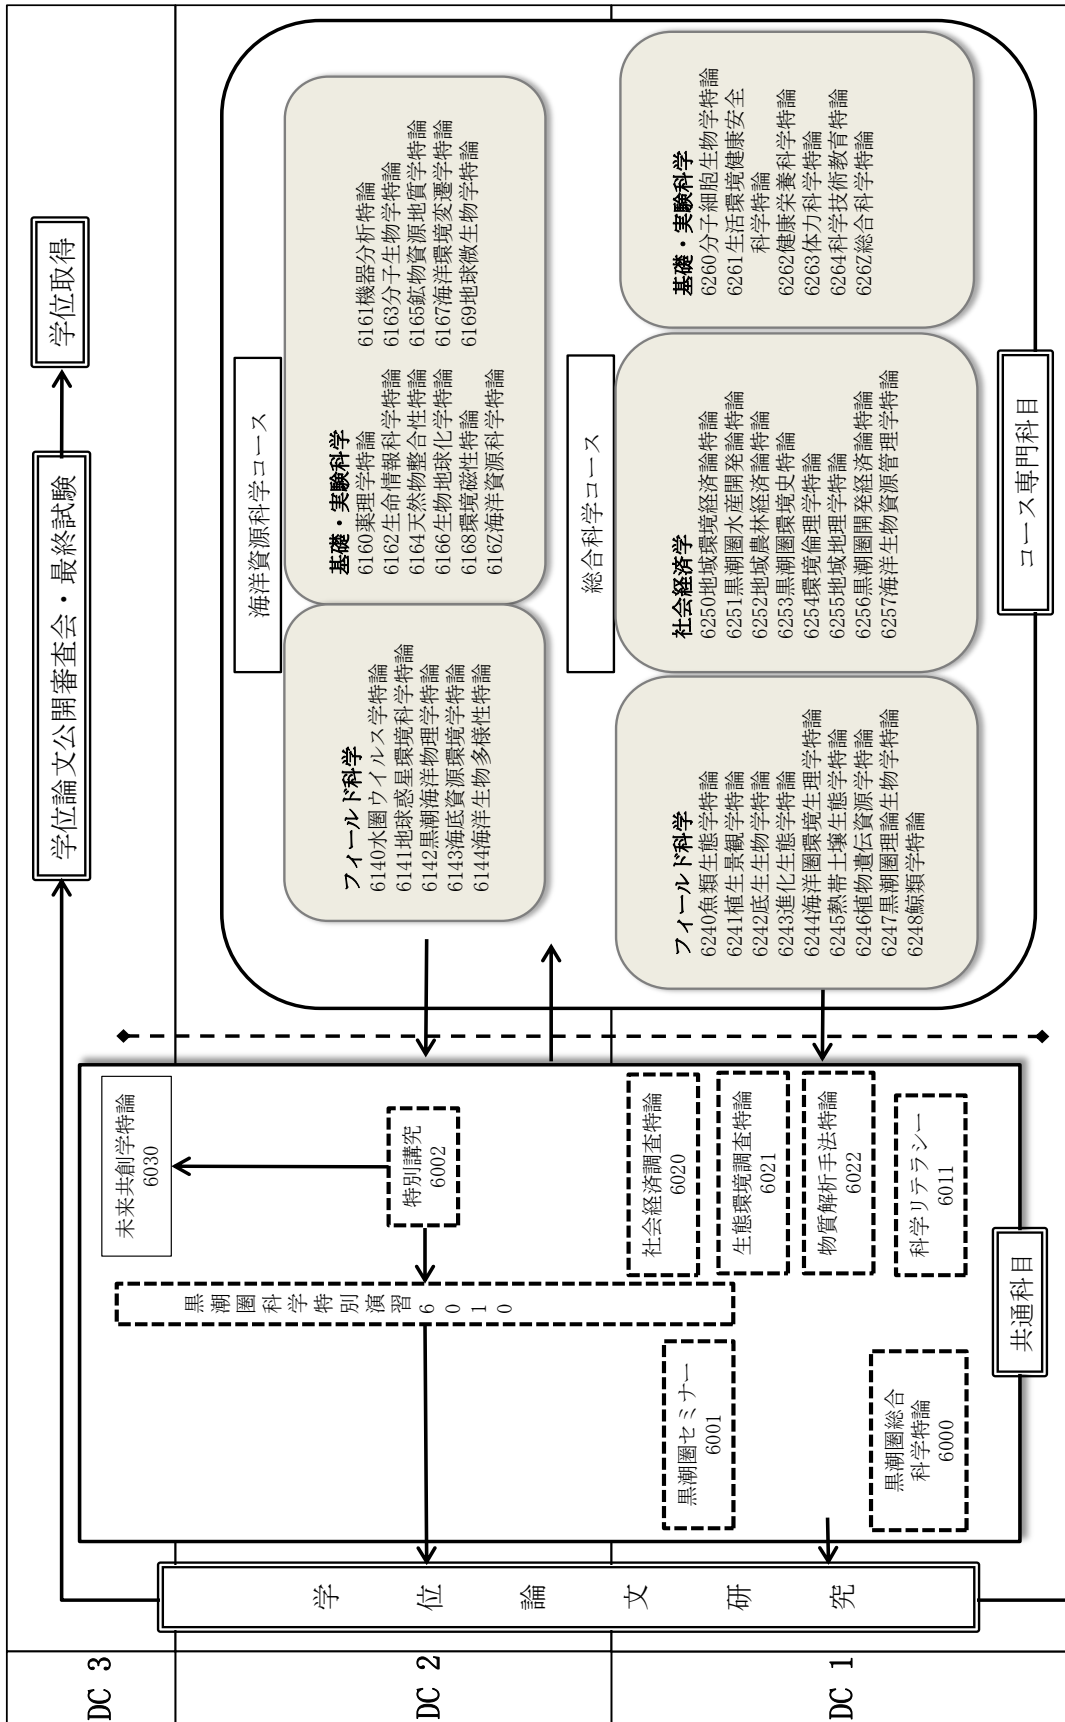 DC 3
DC 2
DC 1
学位論文公開審査会・最終試験
学位取得
学位論文研究
共通科目
未来共創学特論
6030
特別講究
6002
黒潮圏科学特別演習6010
社会経済調査特論
6020
生態環境調査特論
6021
物質解析手法特論
6022
科学リテラシー
6011
黒潮圏セミナー
6001
黒潮圏総合
科学特論
6000
コース専門科目
海洋資源科学コース
フィールド科学
6140水圏ウイルス学特論
6141地球惑星環境科学特論
6142黒潮海洋物理学特論
6143海底資源環境学特論
6144海洋生物多様性特論
基礎・実験科学
6160薬理学特論
6161機器分析特論
6162生命情報科学特論
6163分子生物学特論
6164天然物整合性特論
6165鉱物資源地質学特論
6166生物地球化学特論
6167海洋環境変遷学特論
6168環境磁性特論
6169地球微生物学特論
616Z海洋資源科学特論
総合科学コース
フィールド科学
6240魚類生態学特論
6241植生景観学特論
6242底生生物学特論
6243進化生態学特論
6244海洋圏環境生理学特論
6245熱帯土壌生態学特論
6246植物遺伝資源学特論
6247黒潮圏理論生物学特論
6248鯨類学特論
社会経済学
6250地域環境経済論特論
6251黒潮圏水産開発論特論
6252地域農林経済論特論
6253黒潮圏環境史特論
6254環境倫理学特論
6255地域地理学特論
6256黒潮圏開発経済論特論
6257海洋生物資源管理学特論
基礎・実験科学
6260分子細胞生物学特論
6261生活環境健康安全
科学特論
6262健康栄養科学特論
6263体力科学特論
6264科学技術教育特論
626Z総合科学特論